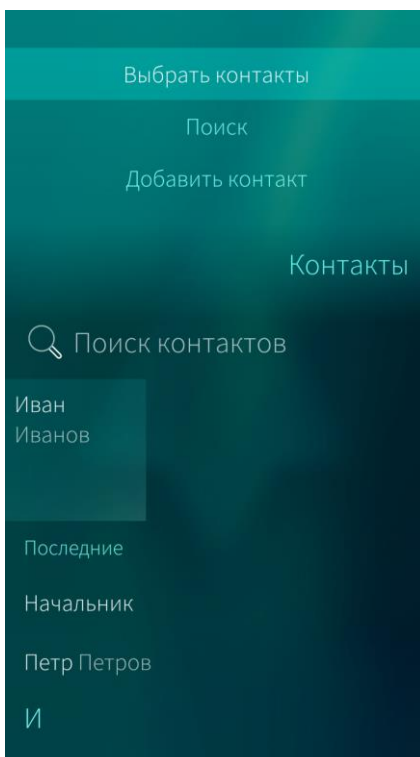 Выбрать контакты
Поиск
Добавить контакт
Контакты
Поиск контактов
Иван
Иванов
Последние
Начальник
Петр Петров
И